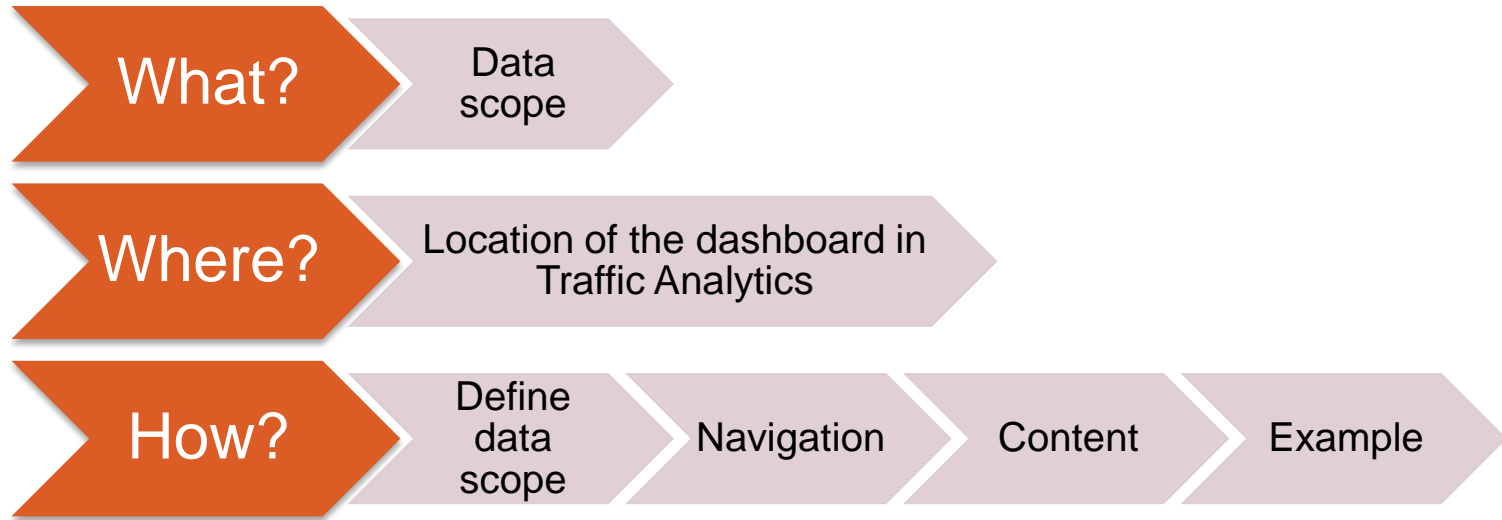 What?
Data
scope
Where?
Location of the dashboard in
Traffic Analytics
How?
Define
data
scope
Navigation
Content
Example